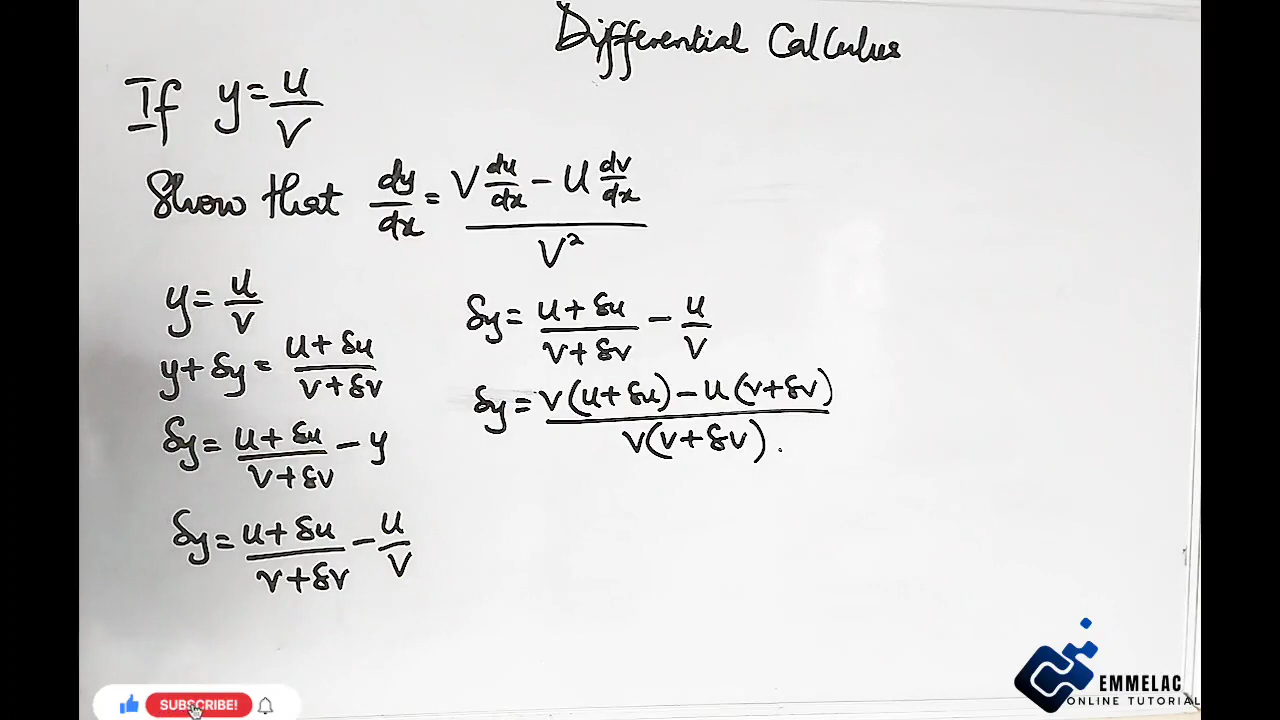 Differential Calculus
If y = u/v
Show that dy/dx = (V du/dx - U dv/dx)/V²
y = u/v
y + δy = (u + δu)/(v + δv)
δy = (u + δu)/(v + δv) - y
δy = (u + δu)/(v + δv) - u/v
δy = (u + δu)/(v + δv) - u/v
δy = (v(u + δu) - u(v + δv))/(v(v + δv)).
SUBSCRIBE!
EMMELAC
ONLINE TUTORIAL